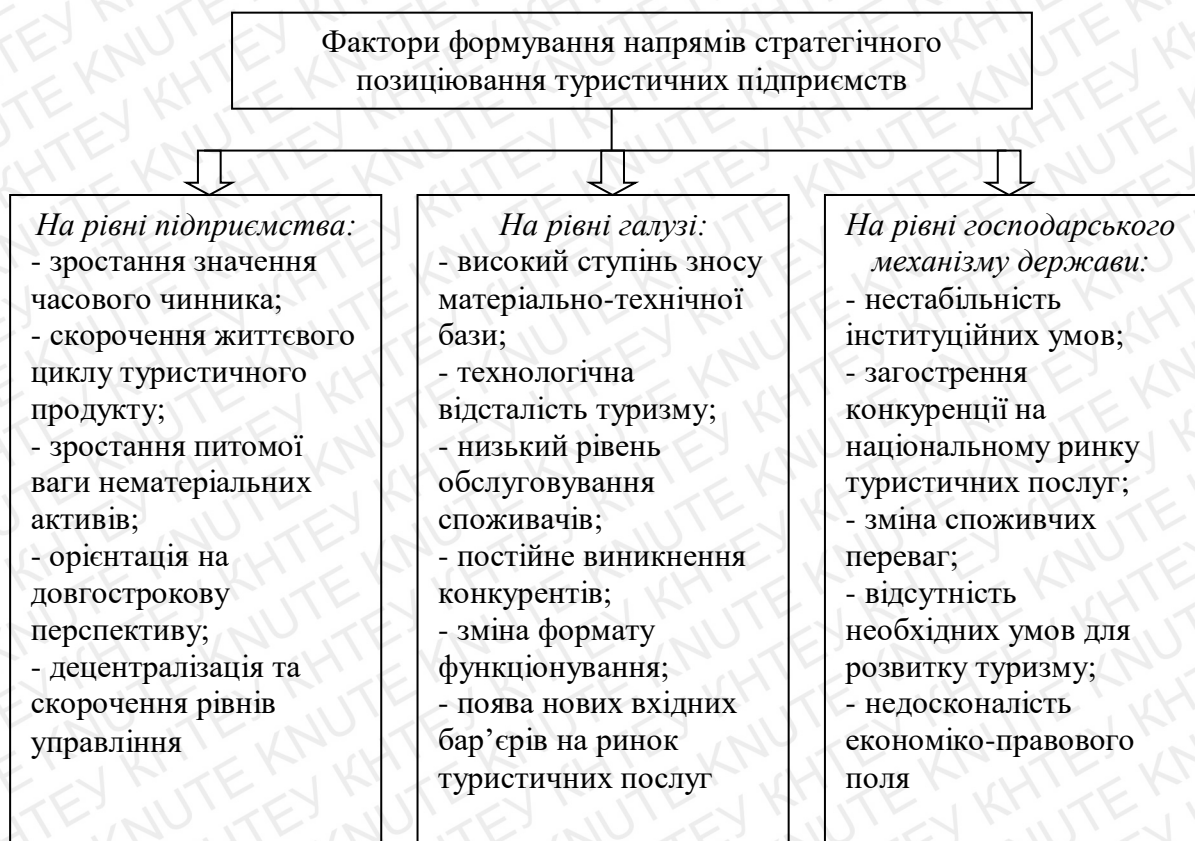 Фактори формування напрямів стратегічного
позиціювання туристичних підприємств
На рівні підприємства:
- зростання значення
часового чинника;
- скорочення життєвого
циклу туристичного
продукту;
- зростання питомої
ваги нематеріальних
активів;
- орієнтація на
довгострокову
перспективу;
- децентралізація та
скорочення рівнів
управління
На рівні галузі:
- високий ступінь зносу
матеріально-технічної
бази;
- технологічна
відсталість туризму;
- низький рівень
обслуговування
споживачів;
- постійне виникнення
конкурентів;
- зміна формату
функціонування;
- поява нових вхідних
бар’єрів на ринок
туристичних послуг
На рівні господарського
механізму держави:
- нестабільність
інституційних умов;
- загострення
конкуренції на
національному ринку
туристичних послуг;
- зміна споживчих
переваг;
- відсутність
необхідних умов для
розвитку туризму;
- недосконалість
економіко-правового
поля